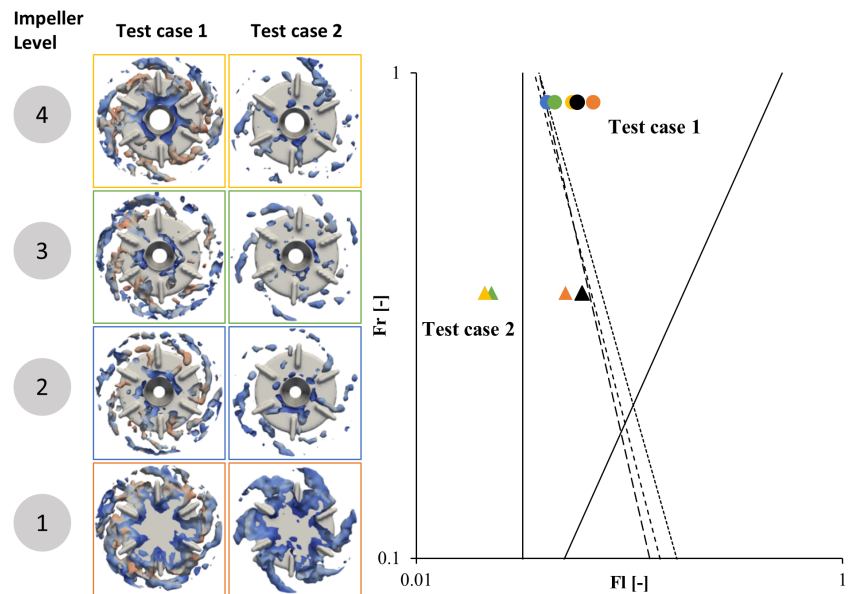 Impeller
Level
Test case 1
Test case 2
4
3
2
1
1
Fr [-]
Test case 1
Test case 2
0.1
0.01
Fl [-]
1